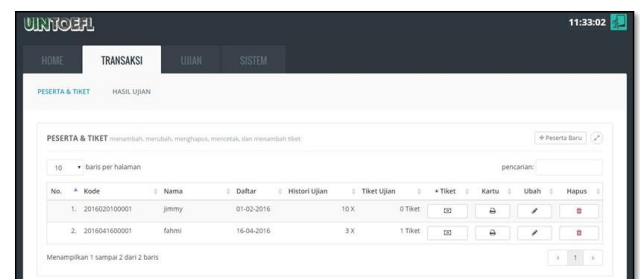 UINTOEFL 11:33:02
HOME TRANSAKSI UJIAN SISTEM
PESERTA & TIKET HASIL UJIAN
PESERTA & TIKET menambah, merubah, menghapus, mencetak, dan menambah tiket + Peserta Baru
10 baris per halaman pencarian:
No. Kode Nama Daftar Histori Ujian Tiket Ujian + Tiket Kartu Ubah Hapus
1. 2016020100001 jimmy 01-02-2016 10 X 0 Tiket
2. 2016041600001 fahmi 16-04-2016 3 X 1 Tiket
Menampilkan 1 sampai 2 dari 2 baris < 1 >